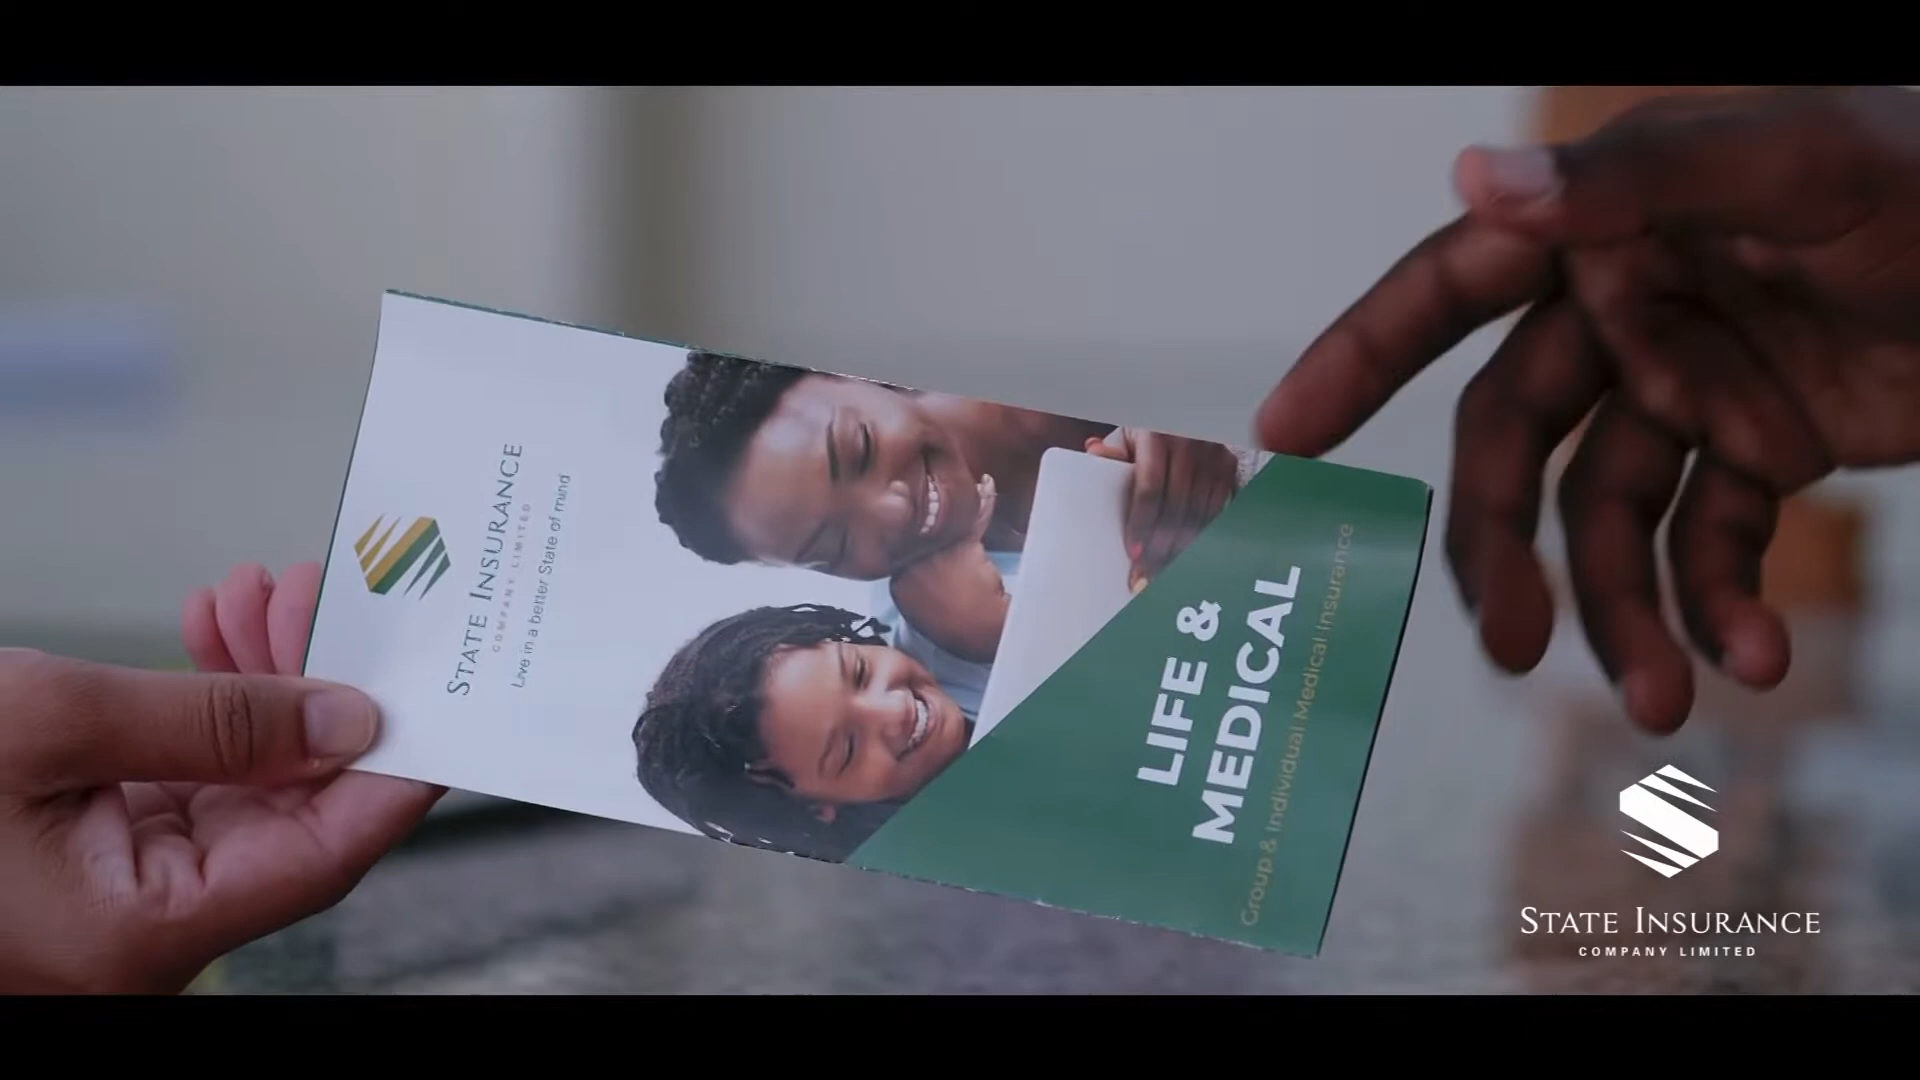 STATE INSURANCE
COMPANY LIMITED
Live in a better State of mind
LIFE &
MEDICAL
Group & Individual Medical Insurance
STATE INSURANCE
COMPANY LIMITED